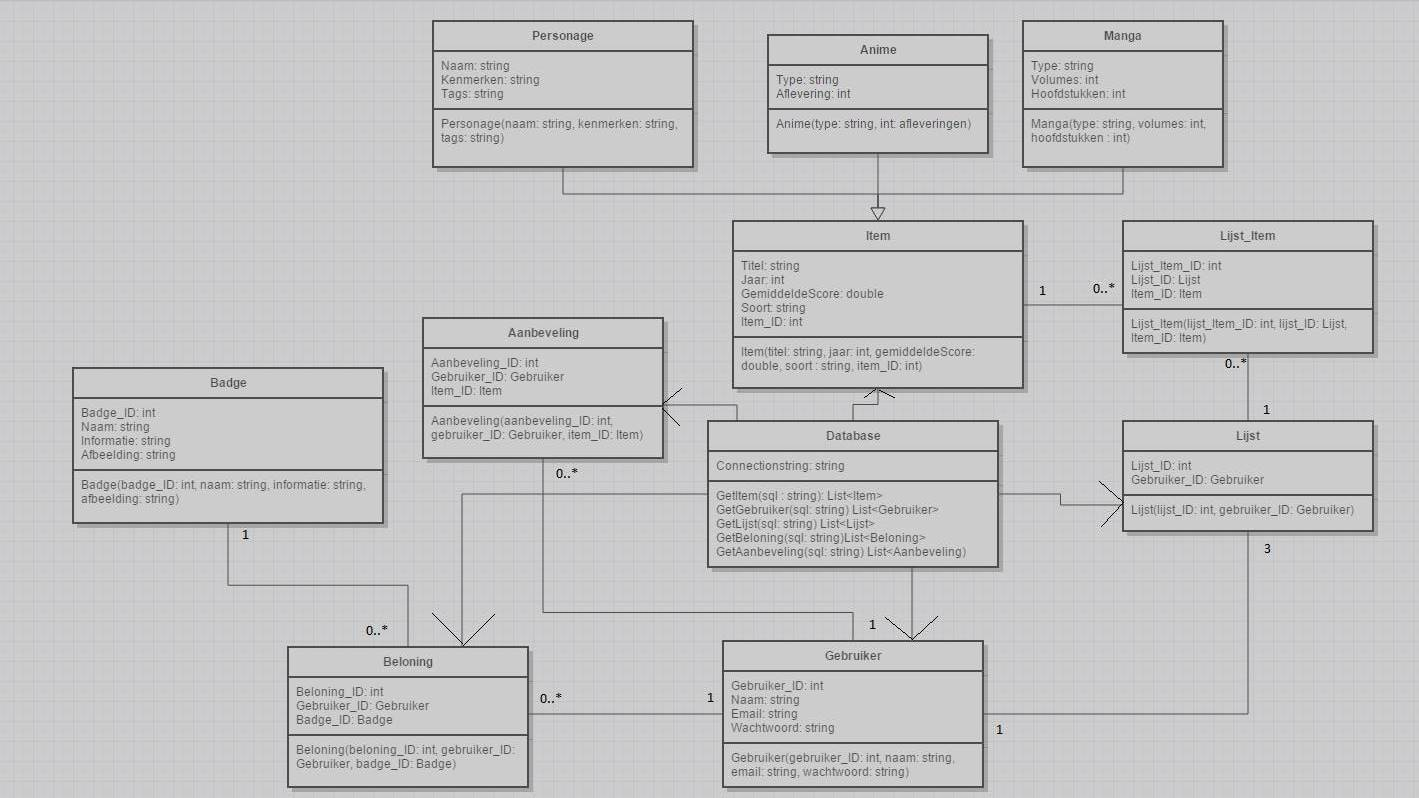 Personage
Naam: string
Kenmerken: string
Tags: string
Personage(naam: string, kenmerken: string,
tags: string)
Anime
Type: string
Aflevering: int
Anime(type: string, int: afleveringen)
Manga
Type: string
Volumes: int
Hoofdstukken: int
Manga(type: string, volumes: int,
hoofdstukken : int)
Item
Titel: string
Jaar: int
GemiddeldeScore: double
Soort: string
Item_ID: int
Item(titel: string, jaar: int, gemiddeldeScore:
double, soort : string, item_ID: int)
1
0..*
Lijst_Item
Lijst_Item_ID: int
Lijst_ID: Lijst
Item_ID: Item
Lijst_Item(lijst_Item_ID: int, lijst_ID: Lijst,
item_ID: Item)
0..*
1
Aanbeveling
Aanbeveling_ID: int
Gebruiker_ID: Gebruiker
Item_ID: Item
Aanbeveling(aanbeveling_ID: int,
gebruiker_ID: Gebruiker, item_ID: Item)
0..*
Badge
Badge_ID: int
Naam: string
Informatie: string
Afbeelding: string
Badge(badge_ID: int, naam: string, informatie: string,
afbeelding: string)
1
0..*
Database
Connectionstring: string
GetItem(sql : string): List<Item>
GetGebruiker(sql: string) List<Gebruiker>
GetLijst(sql: string) List<Lijst>
GetBeloning(sql: string)List<Beloning>
GetAanbeveling(sql: string) List<Aanbeveling)
Lijst
Lijst_ID: int
Gebruiker_ID: Gebruiker
Lijst(lijst_ID: int, gebruiker_ID: Gebruiker)
3
1
Beloning
Beloning_ID: int
Gebruiker_ID: Gebruiker
Badge_ID: Badge
Beloning(beloning_ID: int, gebruiker_ID:
Gebruiker, badge_ID: Badge)
0..*
1
Gebruiker
Gebruiker_ID: int
Naam: string
Email: string
Wachtwoord: string
Gebruiker(gebruiker_ID: int, naam: string,
email: string, wachtwoord: string)
1